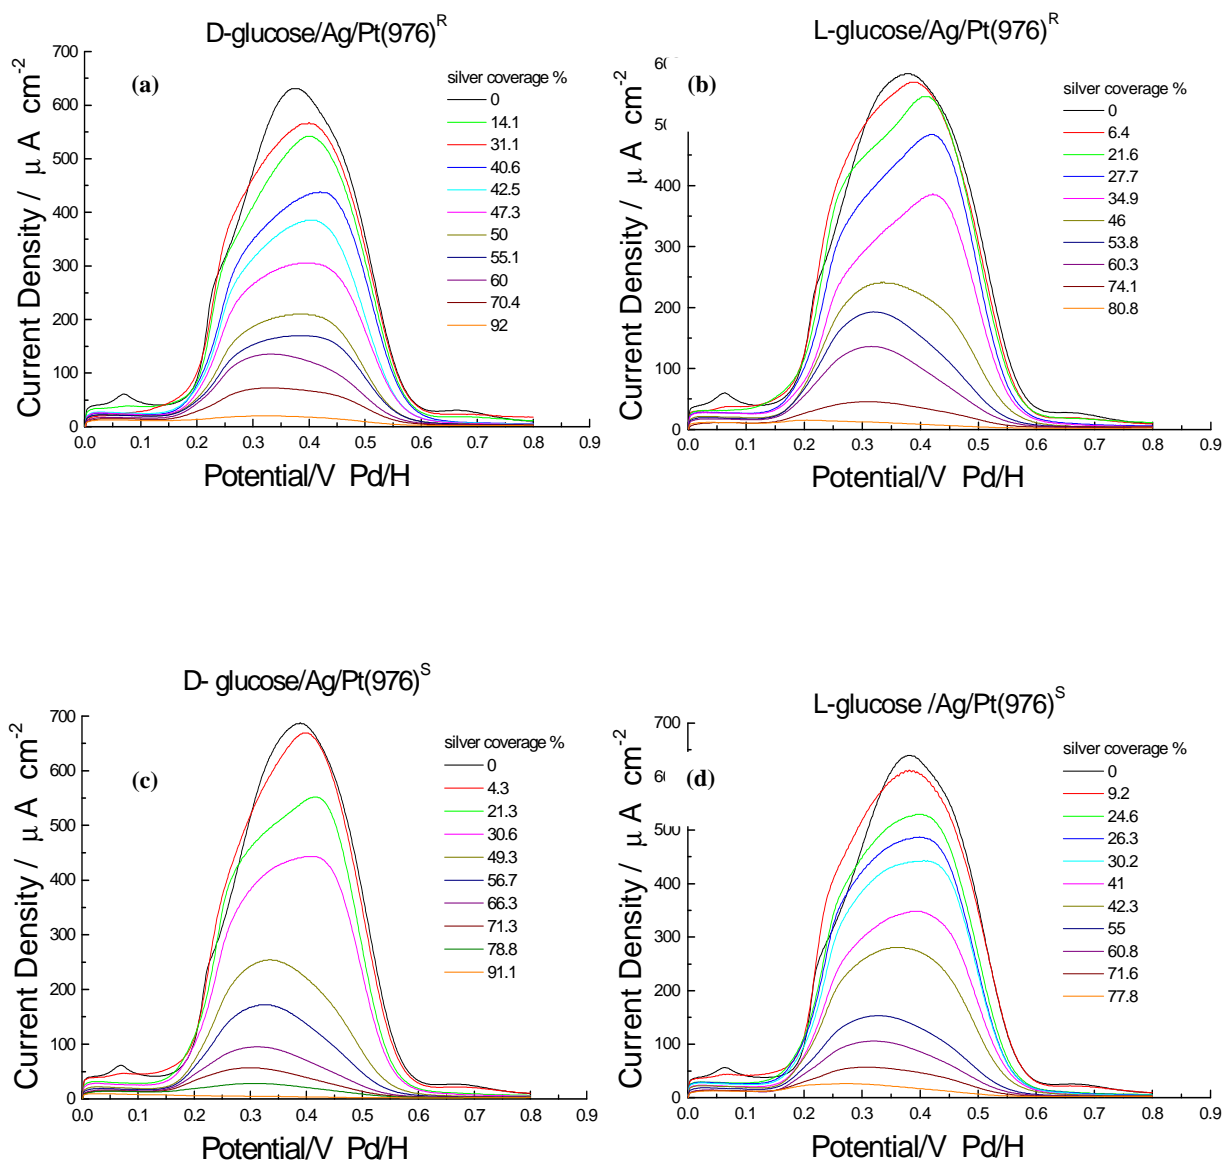 D-glucose/Ag/Pt(976)R
(a)
Current Density / μ A cm-2
700
600
500
400
300
200
100
0
silver coverage %
0
14.1
31.1
40.6
42.5
47.3
50
55.1
60
70.4
92
0.0 0.1 0.2 0.3 0.4 0.5 0.6 0.7 0.8 0.9
Potential/V Pd/H
L-glucose/Ag/Pt(976)R
(b)
Current Density / μ A cm-2
400
300
200
100
0
silver coverage %
0
6.4
21.6
27.7
34.9
46
53.8
60.3
74.1
80.8
0.0 0.1 0.2 0.3 0.4 0.5 0.6 0.7 0.8 0.9
Potential/V Pd/H
D- glucose/Ag/Pt(976)S
(c)
Current Density / μ A cm-2
700
600
500
400
300
200
100
0
silver coverage %
0
4.3
21.3
30.6
49.3
56.7
66.3
71.3
78.8
91.1
0.0 0.1 0.2 0.3 0.4 0.5 0.6 0.7 0.8 0.9
Potential/V Pd/H
L-glucose /Ag/Pt(976)S
(d)
Current Density / μ A cm-2
700
400
300
200
100
0
silver coverage %
0
9.2
24.6
26.3
30.2
41
42.3
55
60.8
71.6
77.8
0.0 0.1 0.2 0.3 0.4 0.5 0.6 0.7 0.8 0.9
Potential/V Pd/H